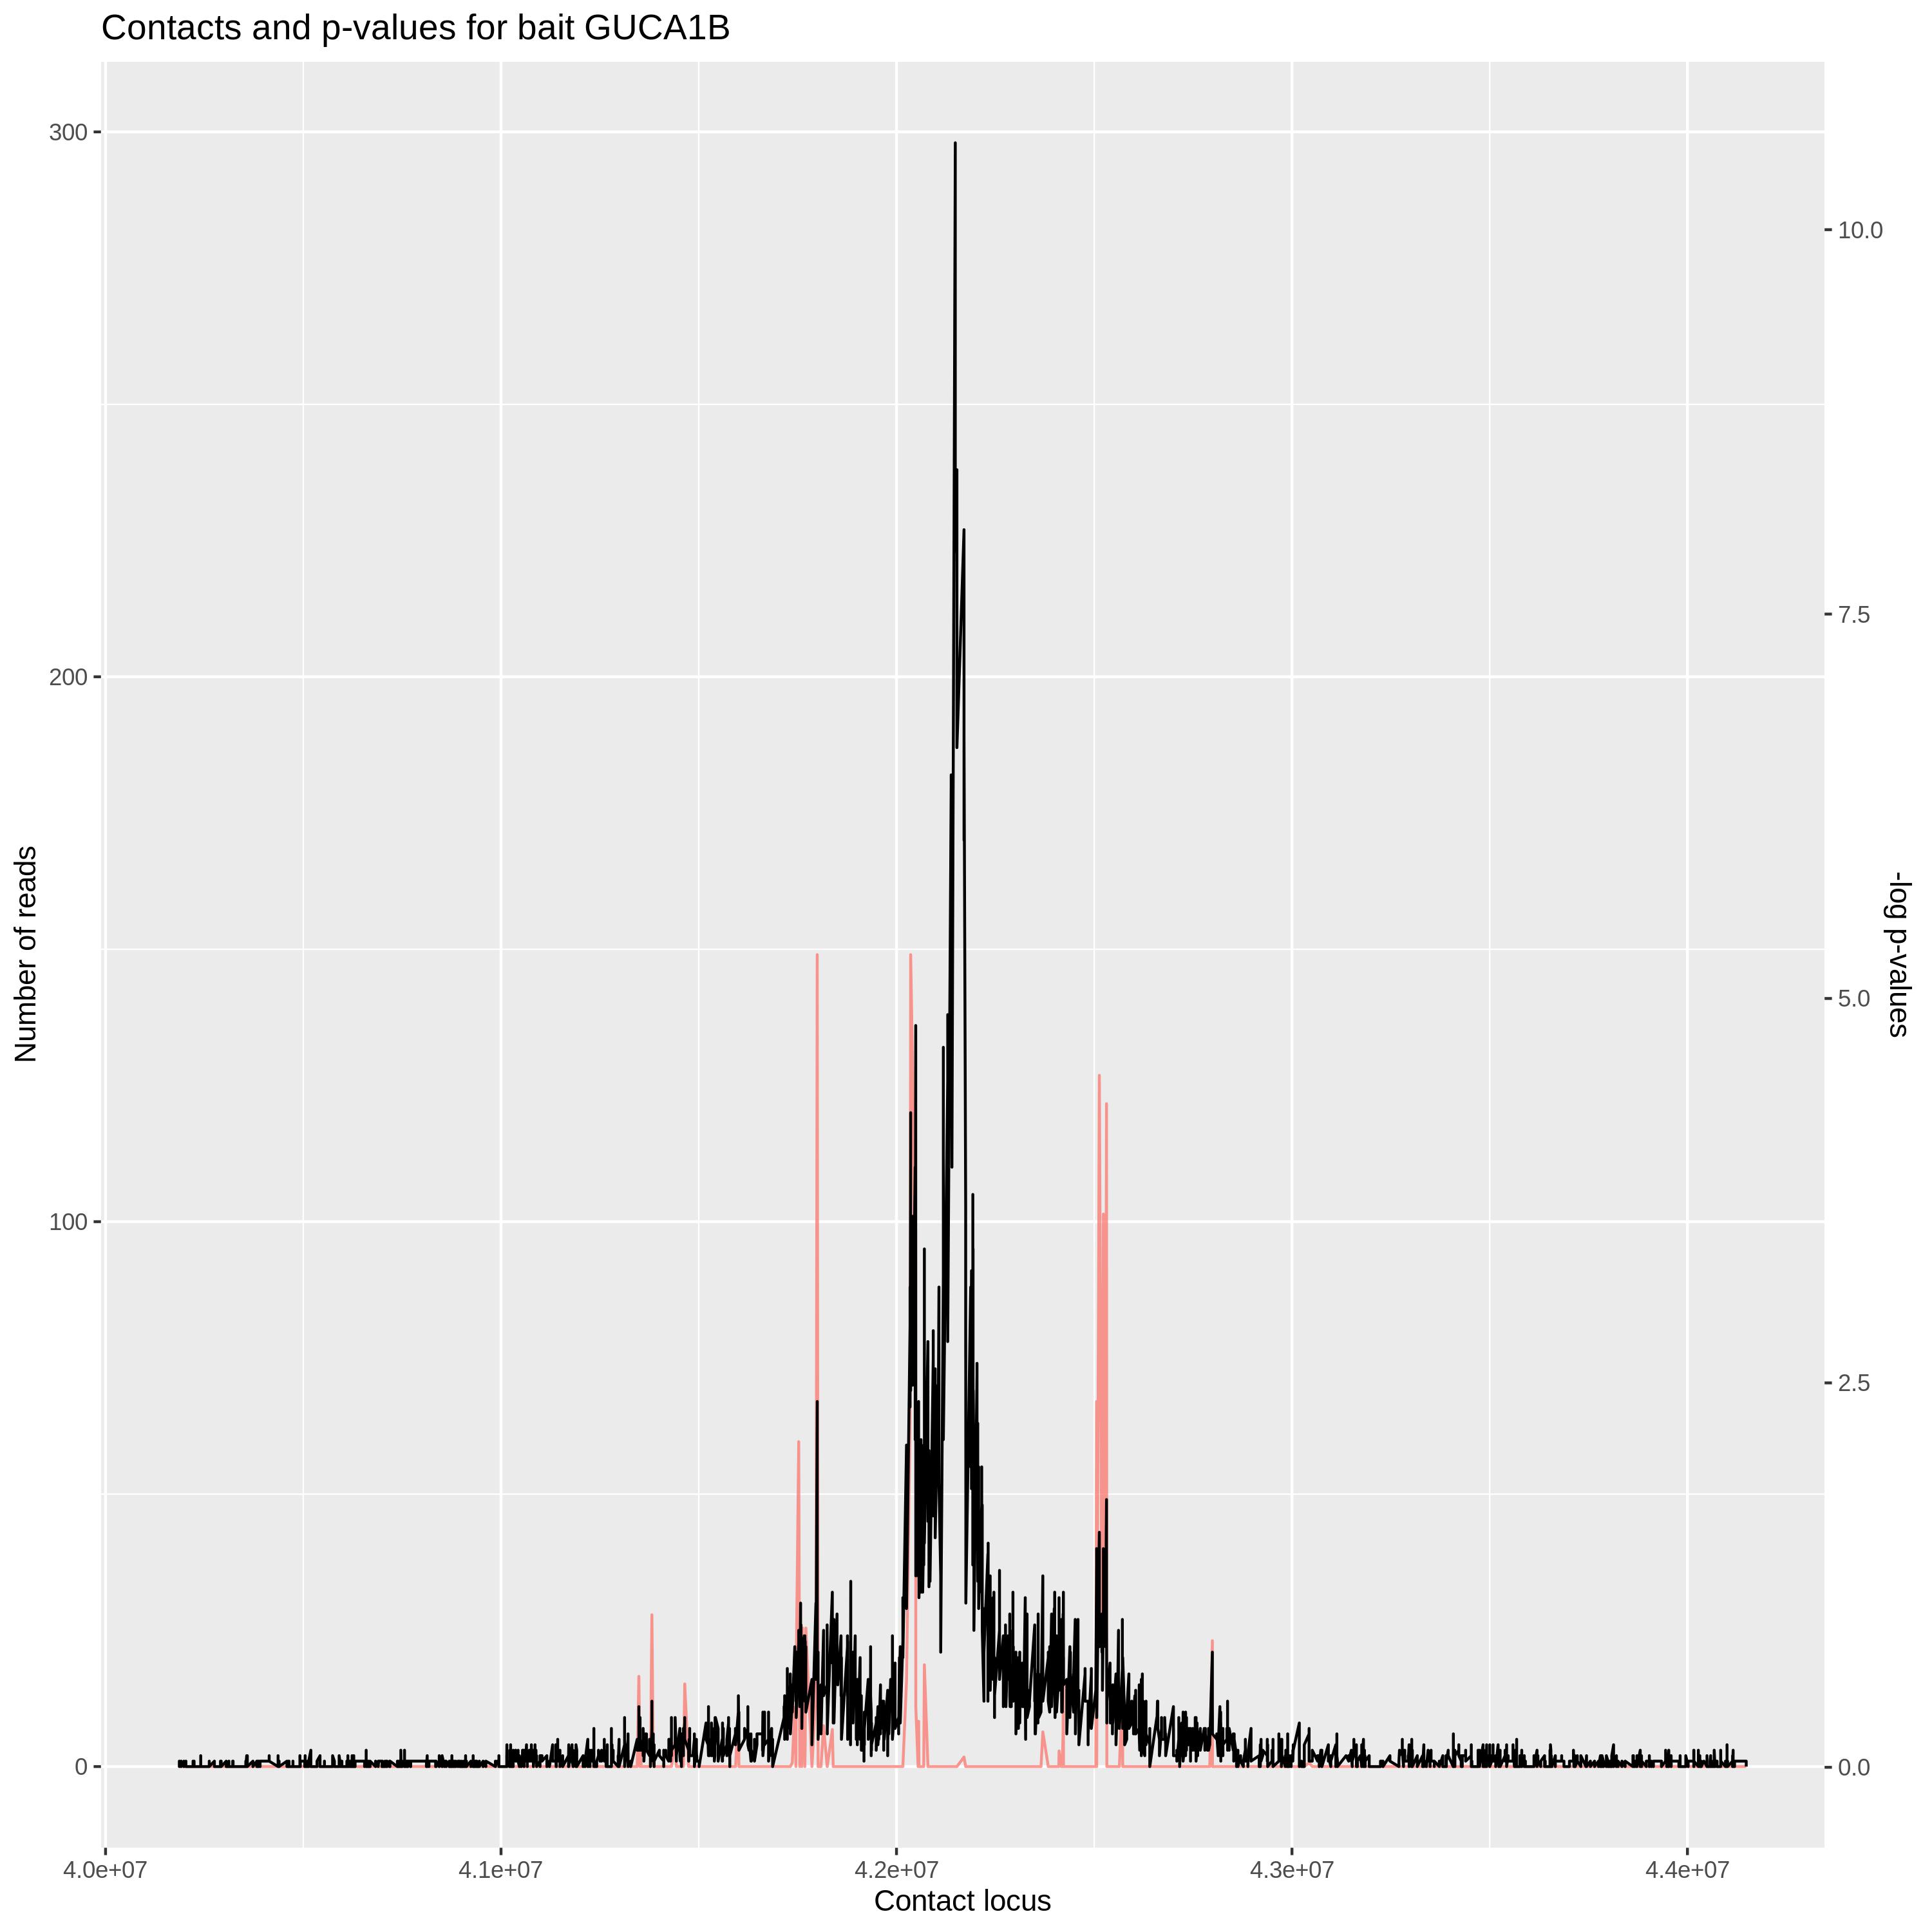 Contacts and p-values for bait GUCA1B
300
200
100
0
Number of reads
10.0
7.5
5.0
2.5
0.0
-log p-values
4.0e+07 4.1e+07 4.2e+07 4.3e+07 4.4e+07
Contact locus